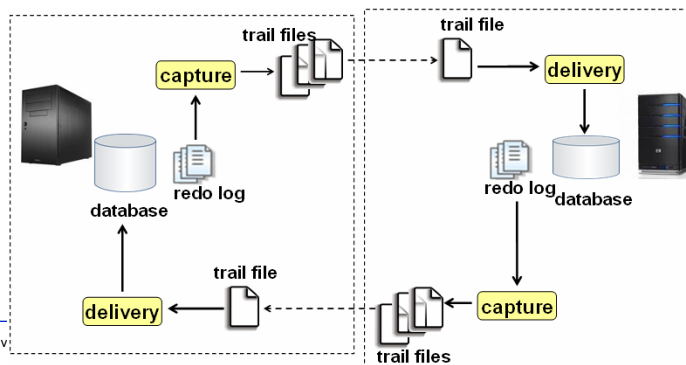 trail files
capture
redo log
database
trail file
delivery
trail file
delivery
redo log
database
capture
trail files
v